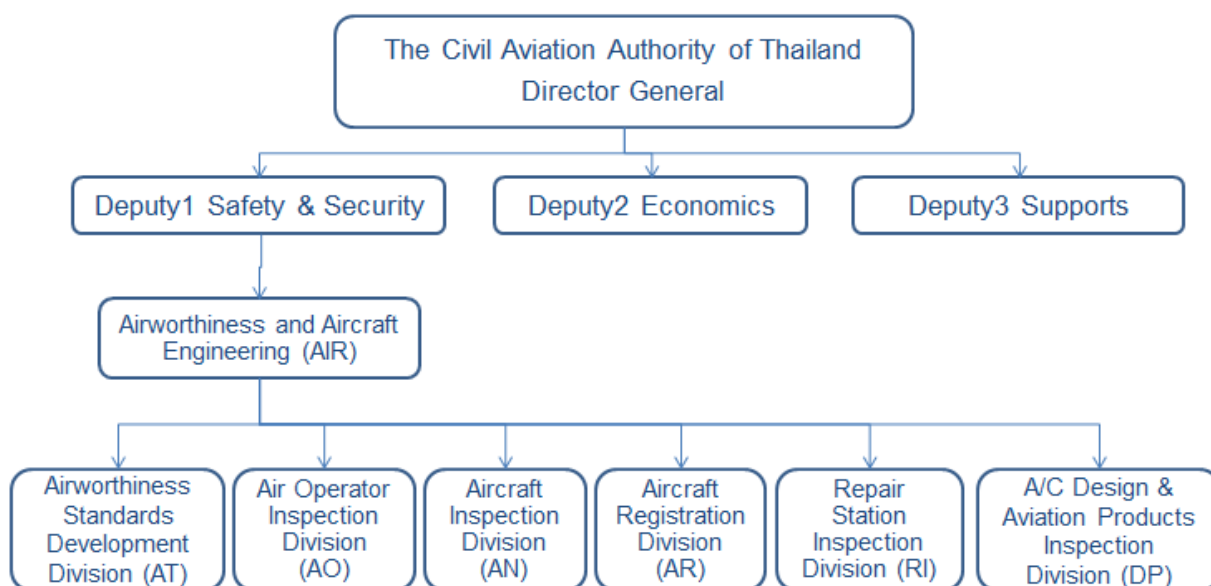 The Civil Aviation Authority of Thailand
Director General
Deputy1 Safety & Security
Deputy2 Economics
Deputy3 Supports
Airworthiness and Aircraft
Engineering (AIR)
Airworthiness
Standards
Development
Division (AT)
Air Operator
Inspection
Division
(AO)
Aircraft
Inspection
Division
(AN)
Aircraft
Registration
Division
(AR)
Repair
Station
Inspection
Division (RI)
A/C Design &
Aviation Products
Inspection
Division (DP)